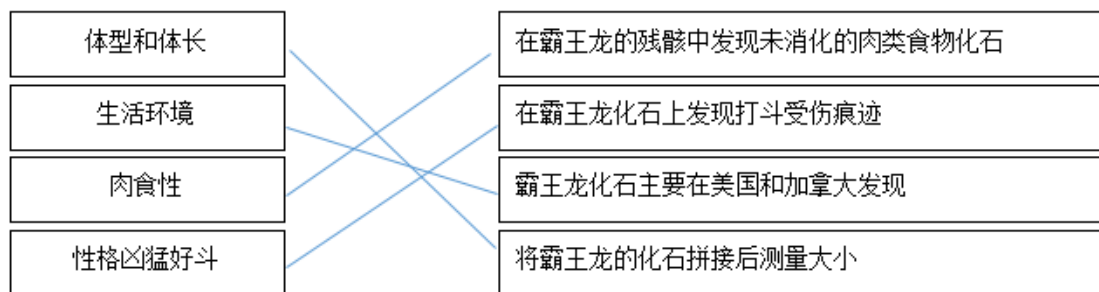 体型和体长
在霸王龙的残骸中发现未消化的肉类食物化石
生活环境
在霸王龙化石上发现打斗受伤痕迹
肉食性
霸王龙化石主要在美国和加拿大发现
性格凶猛好斗
将霸王龙的化石拼接后测量大小